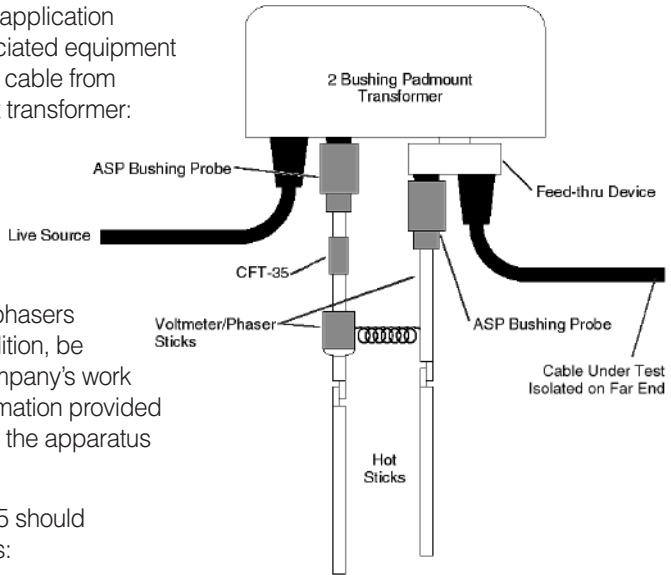 application
ciated equipment
cable from
transformer:
phasers
dition, be
mpany's work
mation provided
the apparatus
5 should
s:
2 Bushing Padmount
Transformer
ASP Bushing Probe
Feed-thru Device
Live Source
CFT-35
Voltmeter/Phaser
Sticks
ASP Bushing Probe
Cable Under Test
Isolated on Far End
Hot
Sticks